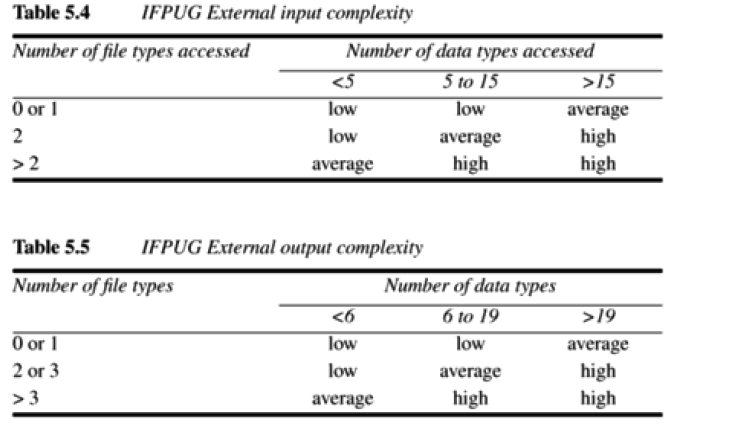 Table 5.4 IFPUG External input complexity
Number of file types accessed Number of data types accessed
<5 5 to 15 >15
0 or 1 low low average
2 low average high
> 2 average high high
Table 5.5 IFPUG External output complexity
Number of file types Number of data types
<6 6 to 19 >19
0 or 1 low low average
2 or 3 low average high
> 3 average high high